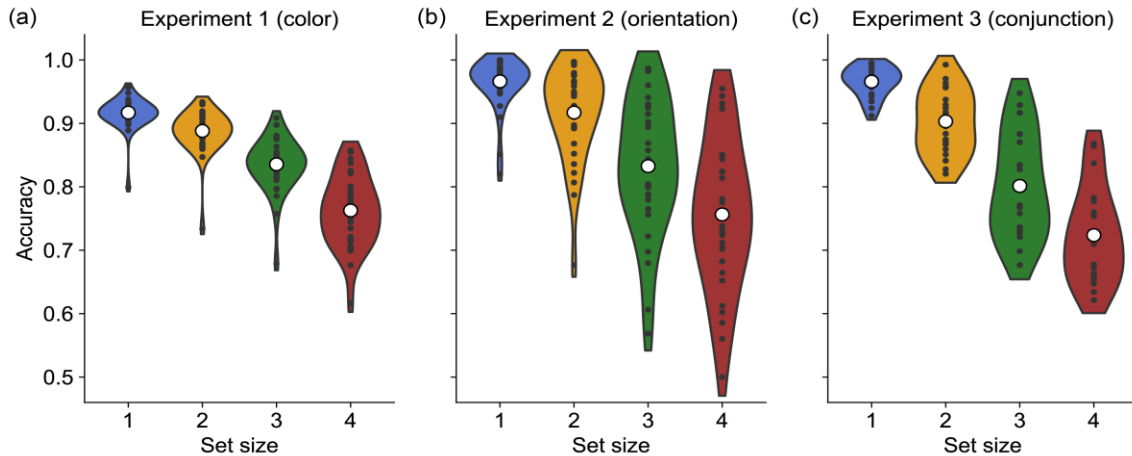 (a) Experiment 1 (color)
(b) Experiment 2 (orientation)
(c) Experiment 3 (conjunction)
Accuracy
1.0
0.9
0.8
0.7
0.6
0.5
1 2 3 4
Set size
1 2 3 4
Set size
1 2 3 4
Set size